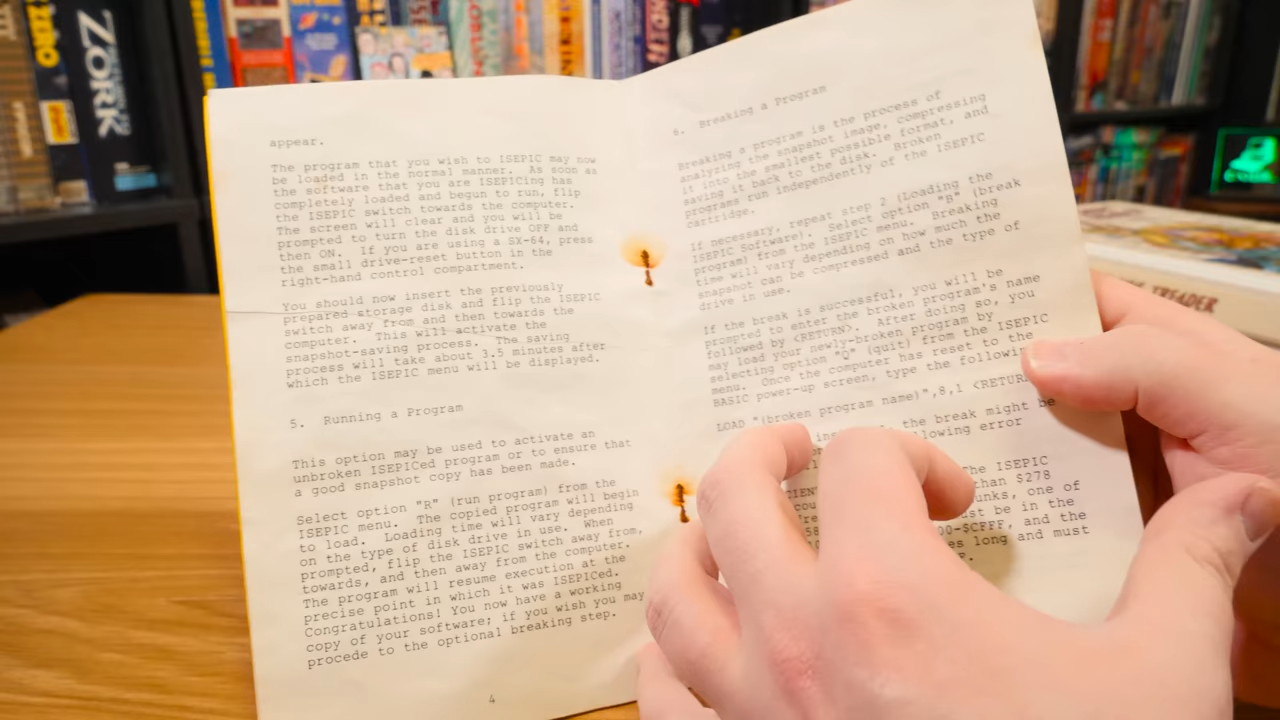 ZERO
ZORK
appear.
The program that you wish to ISEPIC may now
be loaded in the normal manner. As soon as
the software that you are ISEPICing has
completely loaded and begun to run, flip
the ISEPIC switch towards the computer.
The screen will clear and you will be
prompted to turn the disk drive OFF and
then ON. If you are using a SX-64, press
the small drive-reset button in the
right-hand control compartment.
You should now insert the previously
prepared storage disk and flip the ISEPIC
switch away from and then towards the
computer. This will activate the
snapshot-saving process. The saving
process will take about 3.5 minutes after
which the ISEPIC menu will be displayed.
5. Running a Program
This option may be used to activate an
unbroken ISEPICed program or to ensure that
a good snapshot copy has been made.
Select option "R" (run program) from the
ISEPIC menu. The copied program will begin
to load. Loading time will vary depending
on the type of disk drive in use. When
prompted, flip the ISEPIC switch away from,
towards, and then away from the computer.
The program will resume execution at the
precise point in which it was ISEPICed.
Congratulations! You now have a working
copy of your software; if you wish you may
procede to the optional breaking step.
4
6. Breaking a Program
Breaking a program is the process of
analyzing the snapshot image, compressing
it into the smallest possible format, and
saving it back to the disk. Broken
programs run independently of the ISEPIC
cartridge.
If necessary, repeat step 2 (Loading the
ISEPIC Software). Select option "B" (break
program) from the ISEPIC menu. Breaking
time will vary depending on how much the
snapshot can be compressed and the type of
drive in use.
If the break is successful, you will be
prompted to enter the broken program's name
followed by <RETURN>. After doing so, you
may load your newly-broken program by
selecting option "Q" (quit) from the ISEPIC
menu. Once the computer has reset to the
BASIC power-up screen, type the followin
LOAD "(broken program name)",8,1 <RETUR
the break might be
lowing error
The ISEPIC
than $278
unks, one of
ust be in the
00-$CFFF, and the
es long and must
F.
TREADER